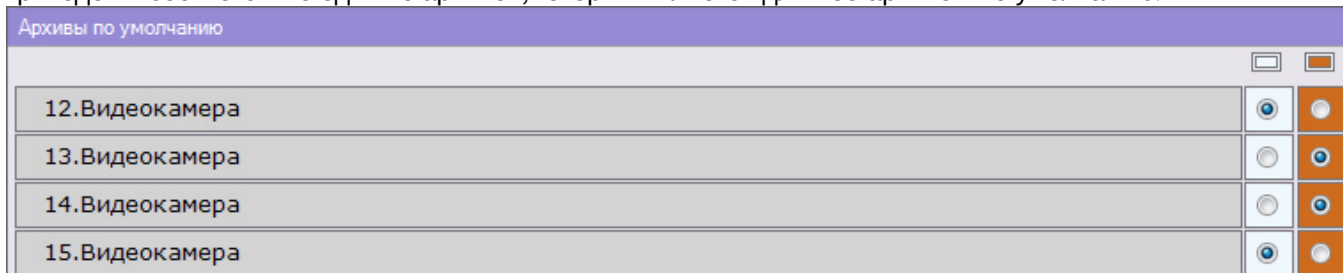 Архивы по умолчанию
12.Видеокамера
13.Видеокамера
14.Видеокамера
15.Видеокамера